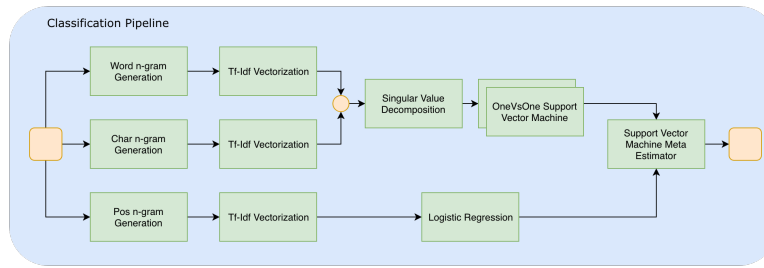 Classification Pipeline
Word n-gram
Generation
Tf-Idf Vectorization
Singular Value
Decomposition
OneVsOne Support
Vector Machine
Char n-gram
Generation
Tf-Idf Vectorization
Support Vector
Machine Meta
Estimator
Pos n-gram
Generation
Tf-Idf Vectorization
Logistic Regression